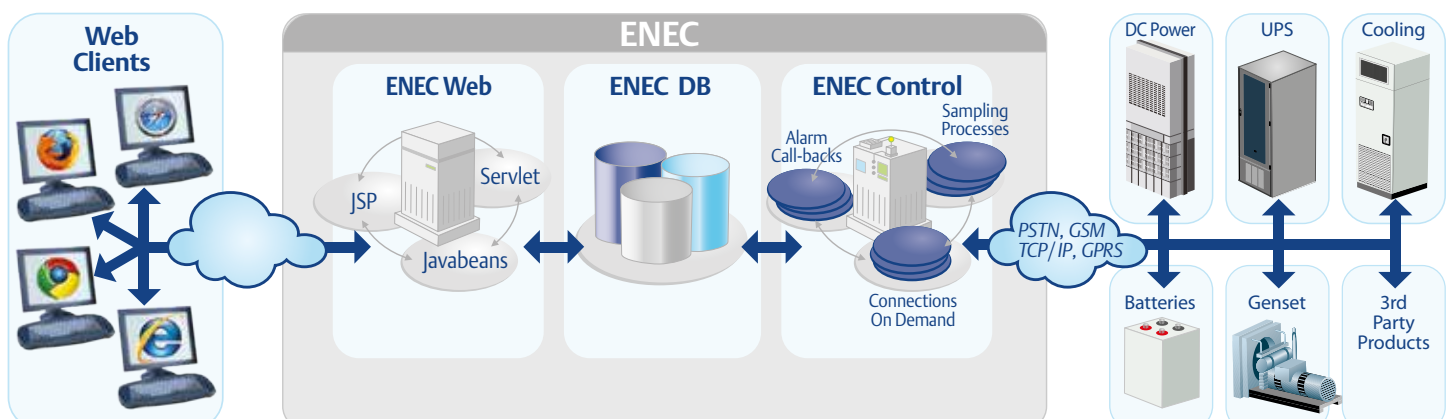 Web
Clients
ENEC
ENEC Web
JSP
Servlet
Javabeans
ENEC DB
ENEC Control
Alarm
Call-backs
Sampling
Processes
Connections
On Demand
PSTN, GSM
TCP/IP, GPRS
DC Power
UPS
Cooling
Batteries
Genset
3rd
Party
Products